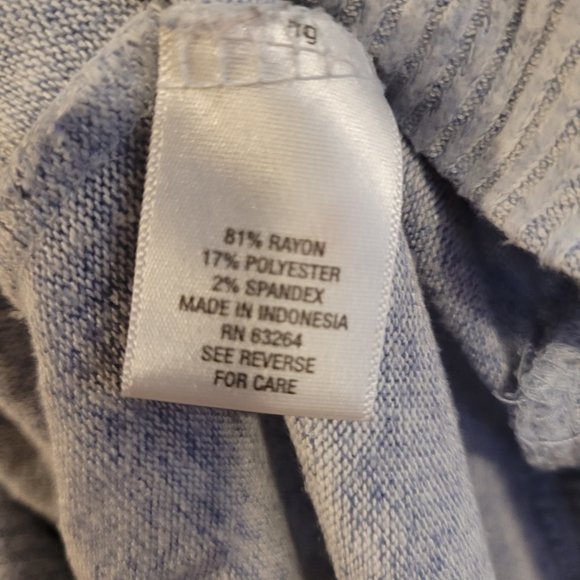 81% RAYON
17% POLYESTER
2% SPANDEX
MADE IN INDONESIA
RN 63264
SEE REVERSE
FOR CARE